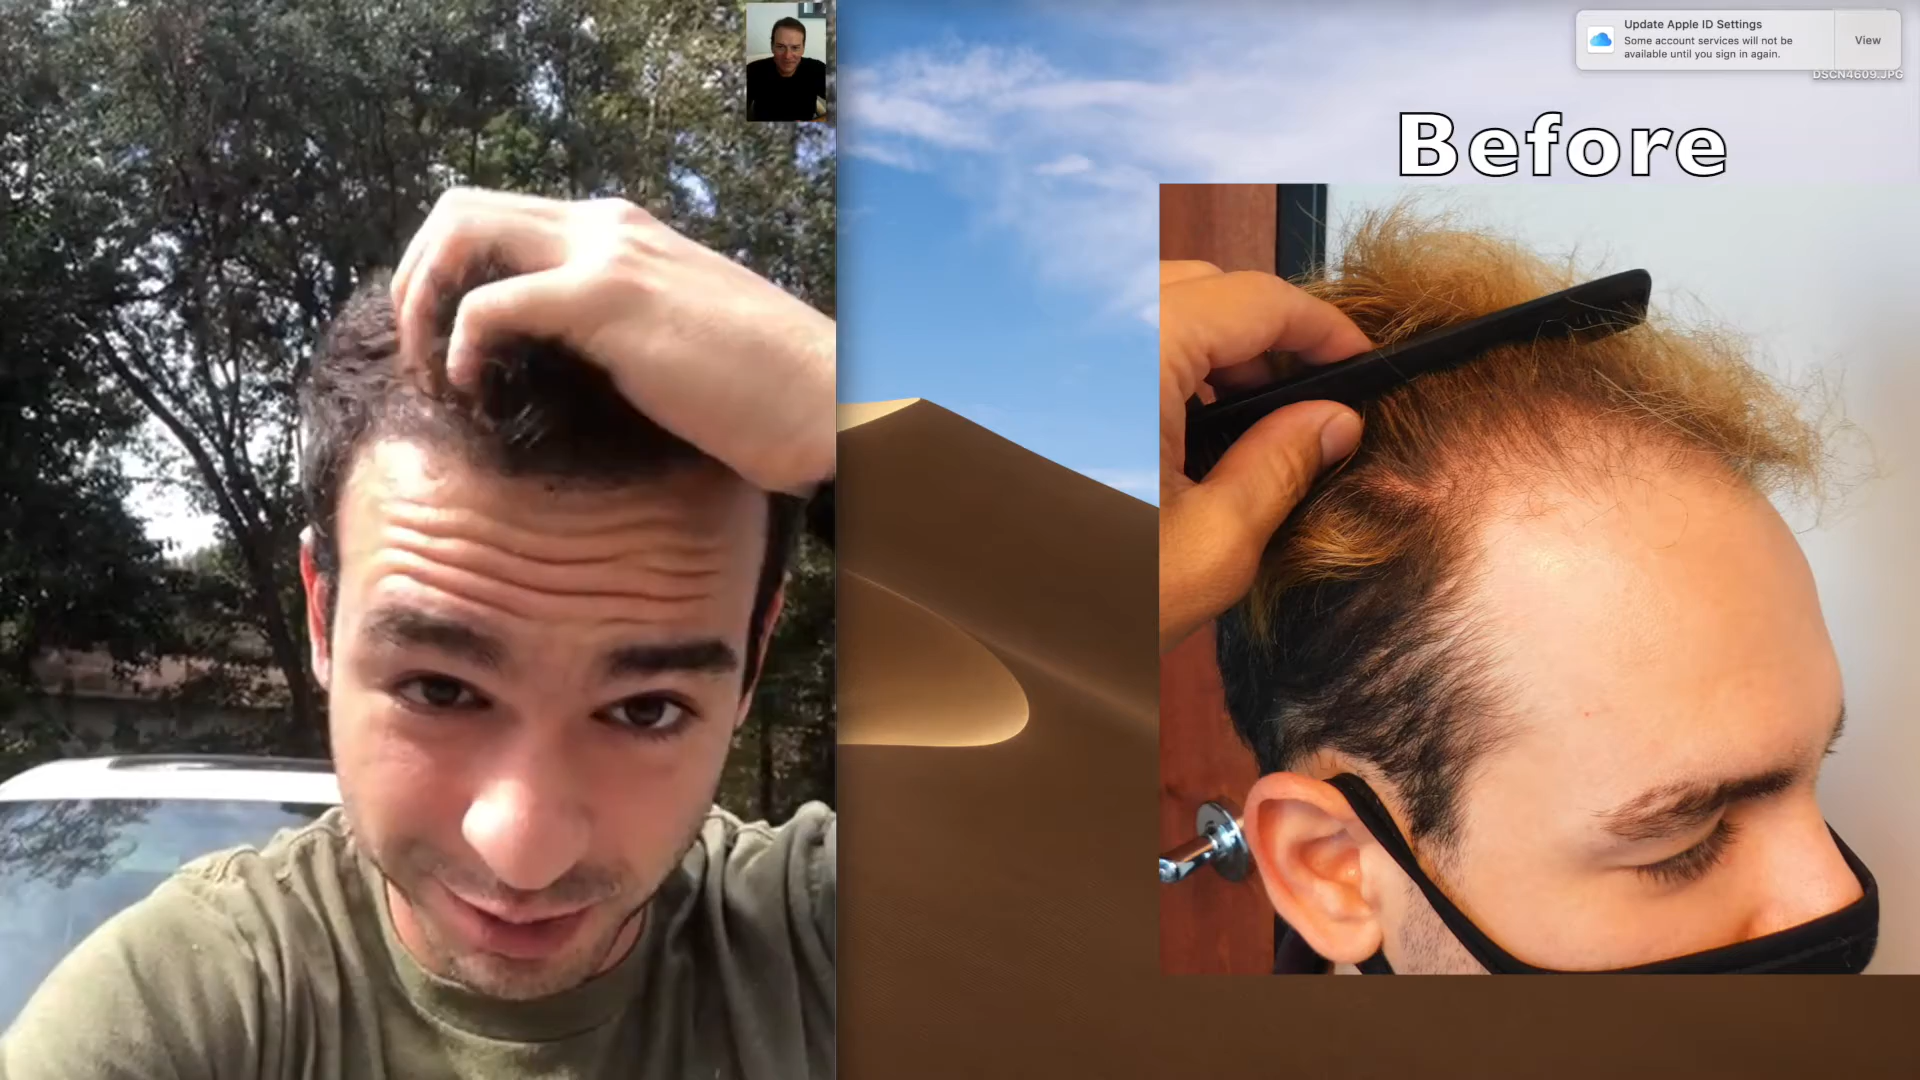 Update Apple ID Settings
Some account services will not be
available until you sign in again.
View
DSCN4609.JPG
Before